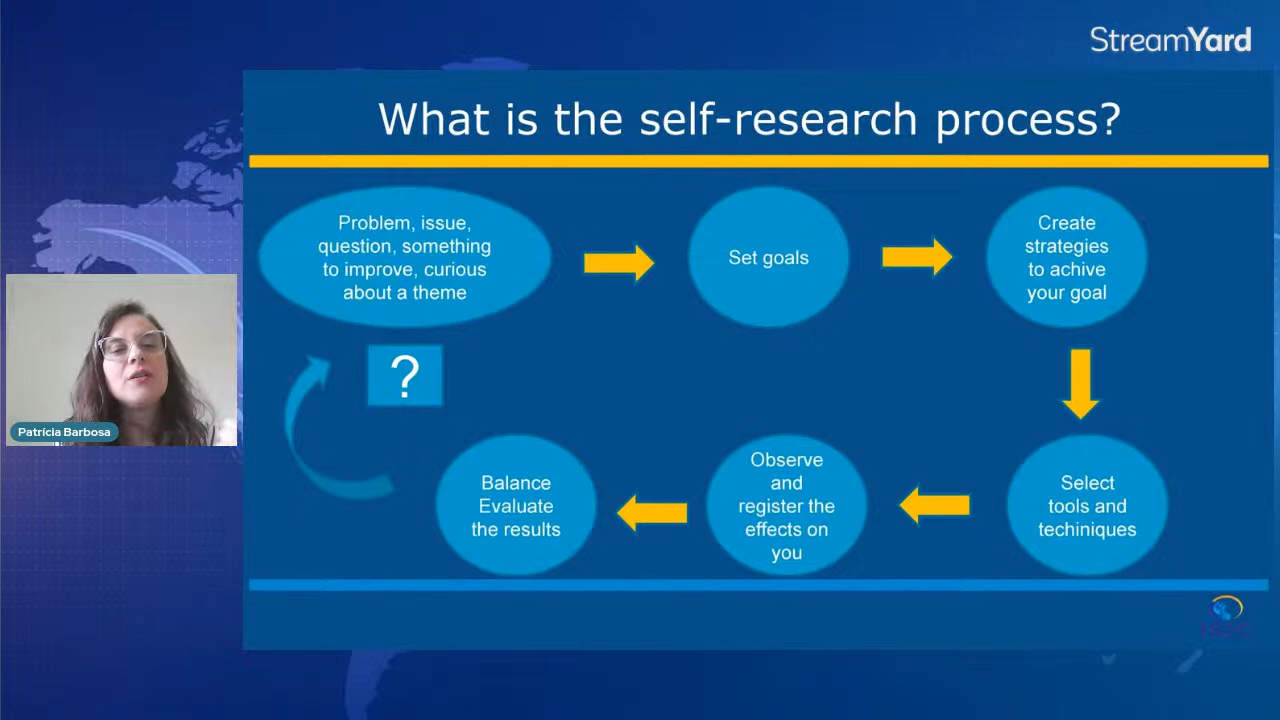 StreamYard
What is the self-research process?
Problem, issue,
question, something
to improve, curious
about a theme
Set goals
Create
strategies
to achive
your goal
?
Patrícia Barbosa
Balance
Evaluate
the results
Observe
and
register the
effects on
you
Select
tools and
techiniques